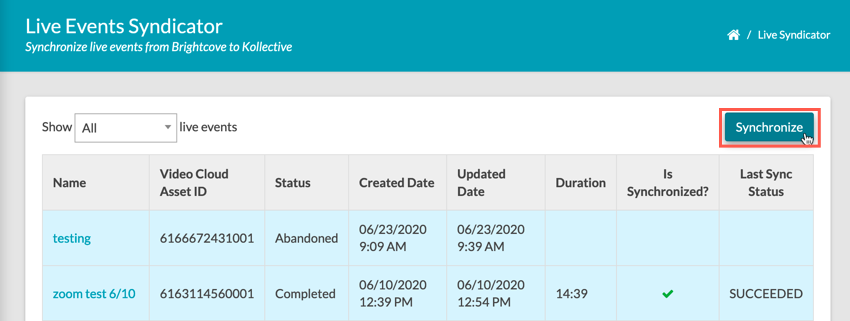 Live Events Syndicator
Synchronize live events from Brightcove to Kollective
/ Live Syndicator
Show All live events
Synchronize
Name
Video Cloud
Asset ID
Status
Created Date
Updated
Date
Duration
Is
Synchronized?
Last Sync
Status
testing
6166672431001
Abandoned
06/23/2020
9:09 AM
06/23/2020
9:39 AM
zoom test 6/10
6163114560001
Completed
06/10/2020
12:39 PM
06/10/2020
12:54 PM
14:39
SUCCEEDED